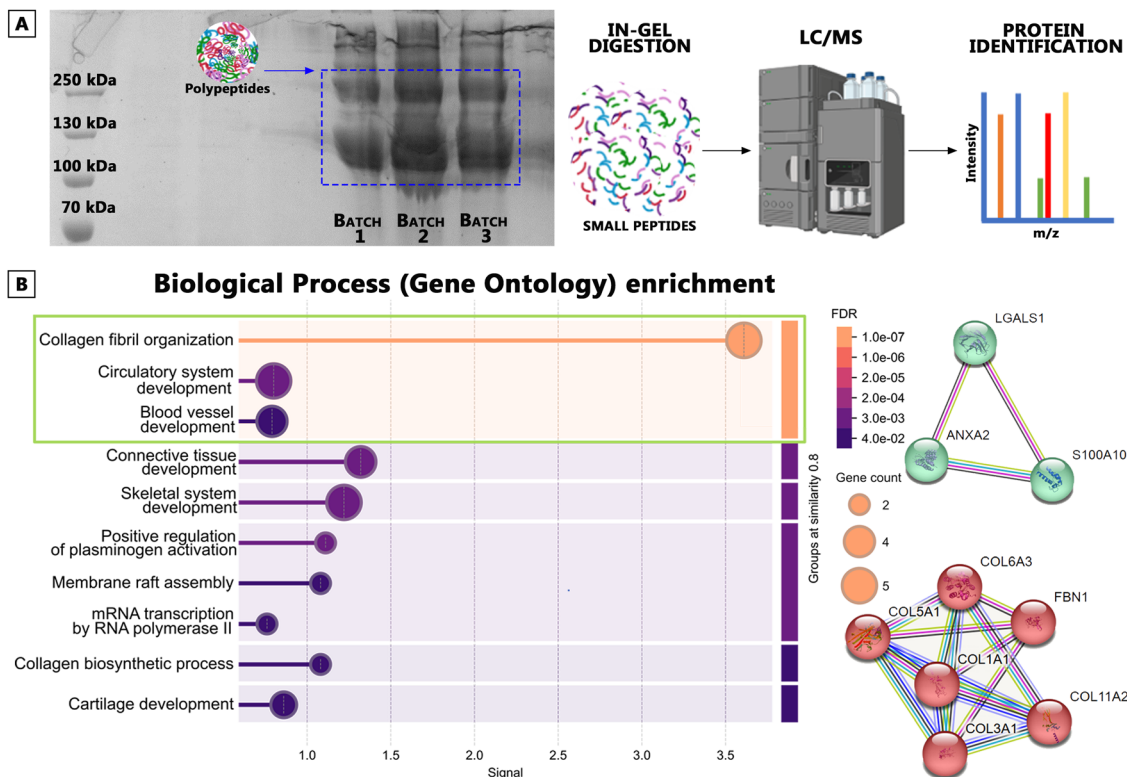 A
250 kDa
130 kDa
100 kDa
70 kDa
Polypeptides
BATCH
1
BATCH
2
BATCH
3
IN-GEL
DIGESTION
SMALL PEPTIDES
LC/MS
PROTEIN
IDENTIFICATION
Intensity
m/z
B
Biological Process (Gene Ontology) enrichment
Collagen fibril organization
Circulatory system
development
Blood vessel
development
Connective tissue
development
Skeletal system
development
Positive regulation
of plasminogen activation
Membrane raft assembly
mRNA transcription
by RNA polymerase II
Collagen biosynthetic process
Cartilage development
1.0
1.5
2.0
2.5
3.0
3.5
Signal
Groups at similarity 0.8
FDR
1.0e-07
1.0e-06
2.0e-05
2.0e-04
3.0e-03
4.0e-02
Gene count
2
4
5
LGALS1
ANXA2
S100A10
COL6A3
FBN1
COL5A1
COL1A1
COL11A2
COL3A1